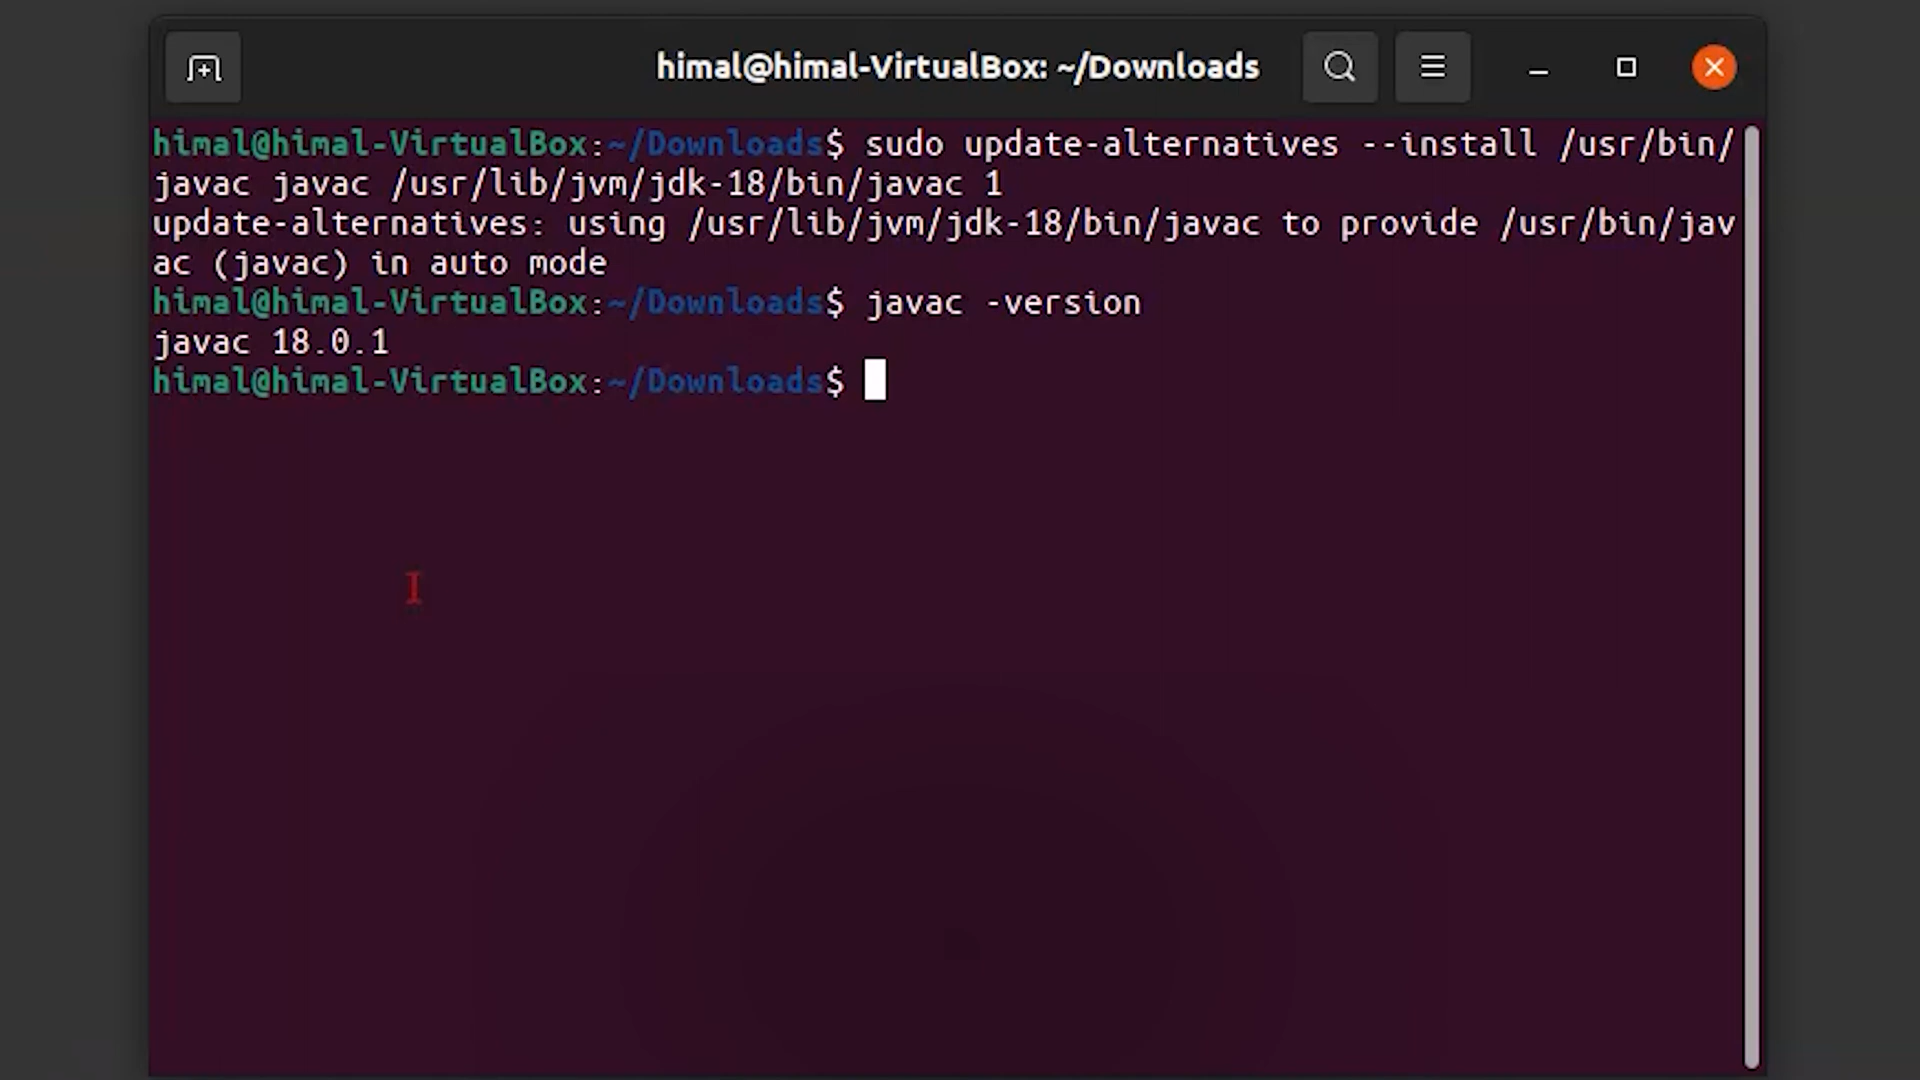 himal@himal-VirtualBox: ~/Downloads
himal@himal-VirtualBox:~/Downloads$ sudo update-alternatives --install /usr/bin/
javac javac /usr/lib/jvm/jdk-18/bin/javac 1
update-alternatives: using /usr/lib/jvm/jdk-18/bin/javac to provide /usr/bin/jav
ac (javac) in auto mode
himal@himal-VirtualBox:~/Downloads$ javac -version
javac 18.0.1
himal@himal-VirtualBox:~/Downloads$